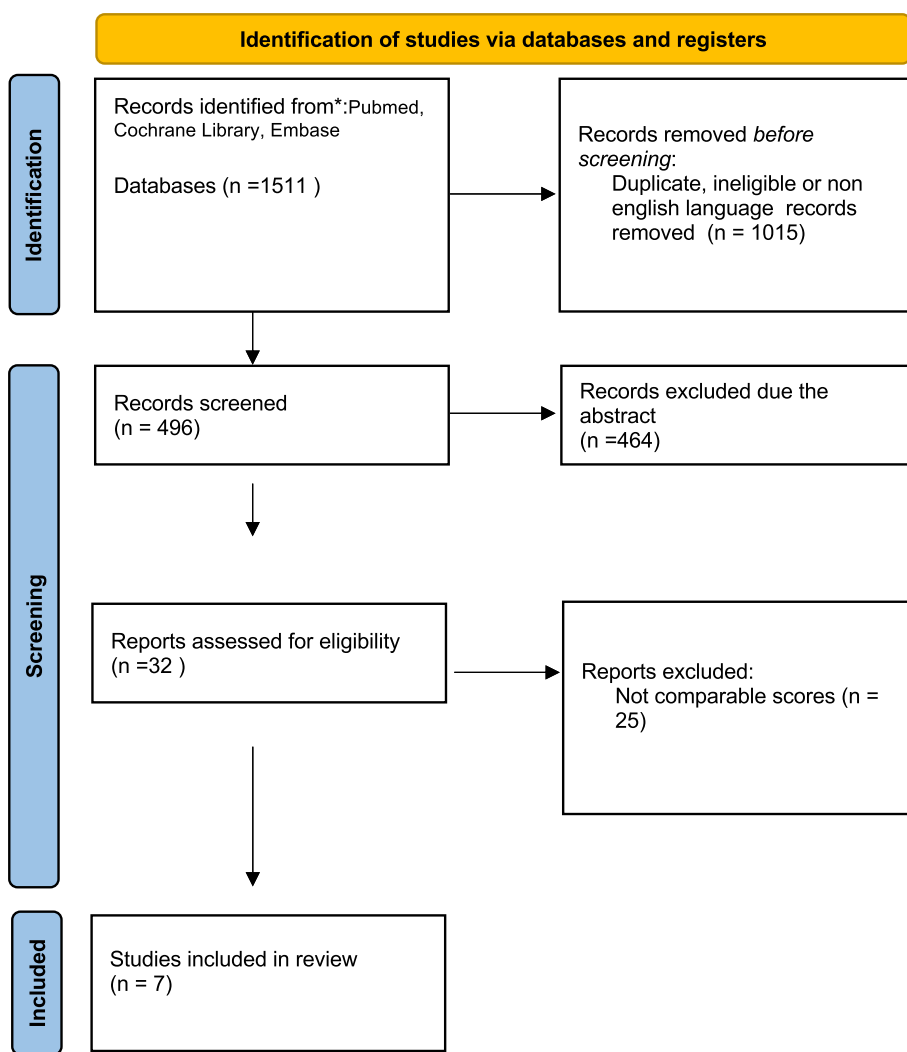 Identification of studies via databases and registers
Identification
Records identified from*:Pubmed,
Cochrane Library, Embase
Databases (n =1511 )
Records removed before
screening:
Duplicate, ineligible or non
english language records
removed (n = 1015)
Screening
Records screened
(n = 496)
Records excluded due the
abstract
(n =464)
Reports assessed for eligibility
(n =32 )
Reports excluded:
Not comparable scores (n =
25)
Included
Studies included in review
(n = 7)